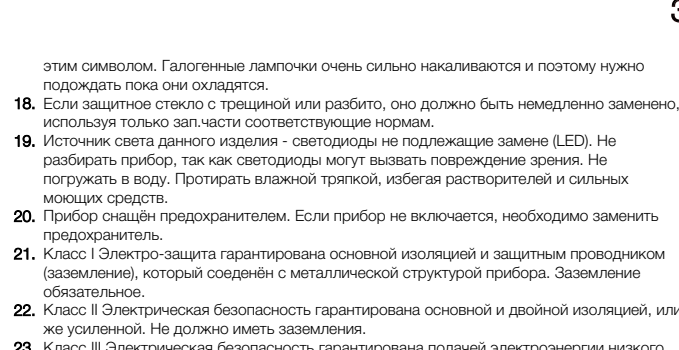 3
этим символом. Галогенные лампочки очень сильно накаливаются и поэтому нужно
подождать пока они охладятся.
18. Если защитное стекло с трещиной или разбито, оно должно быть немедленно заменено,
используя только зап.части соответствующие нормам.
19. Источник света данного изделия - светодиоды не подлежащие замене (LED). Не
разбирать прибор, так как светодиоды могут вызвать повреждение зрения. Не
погружать в воду. Протирать влажной тряпкой, избегая растворителей и сильных
моющих средств.
20. Прибор снащён предохранителем. Если прибор не включается, необходимо заменить
предохранитель.
21. Класс I Электро-защита гарантирована основной изоляцией и защитным проводником
(заземление), который соеденён с металлической структурой прибора. Заземление
обязательное.
22. Класс II Электрическая безопасность гарантирована основной и двойной изоляцией, или
же усиленной. Не должно иметь заземления.
23. Класс III Электрическая безопасность гарантирована подачей электроэнергии низкого